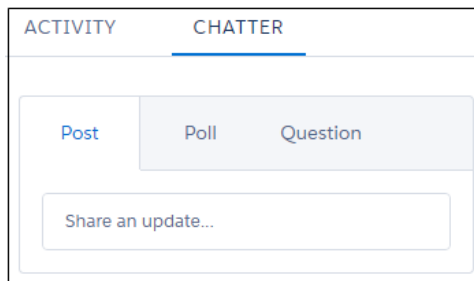 ACTIVITY CHATTER
Post Poll Question
Share an update...